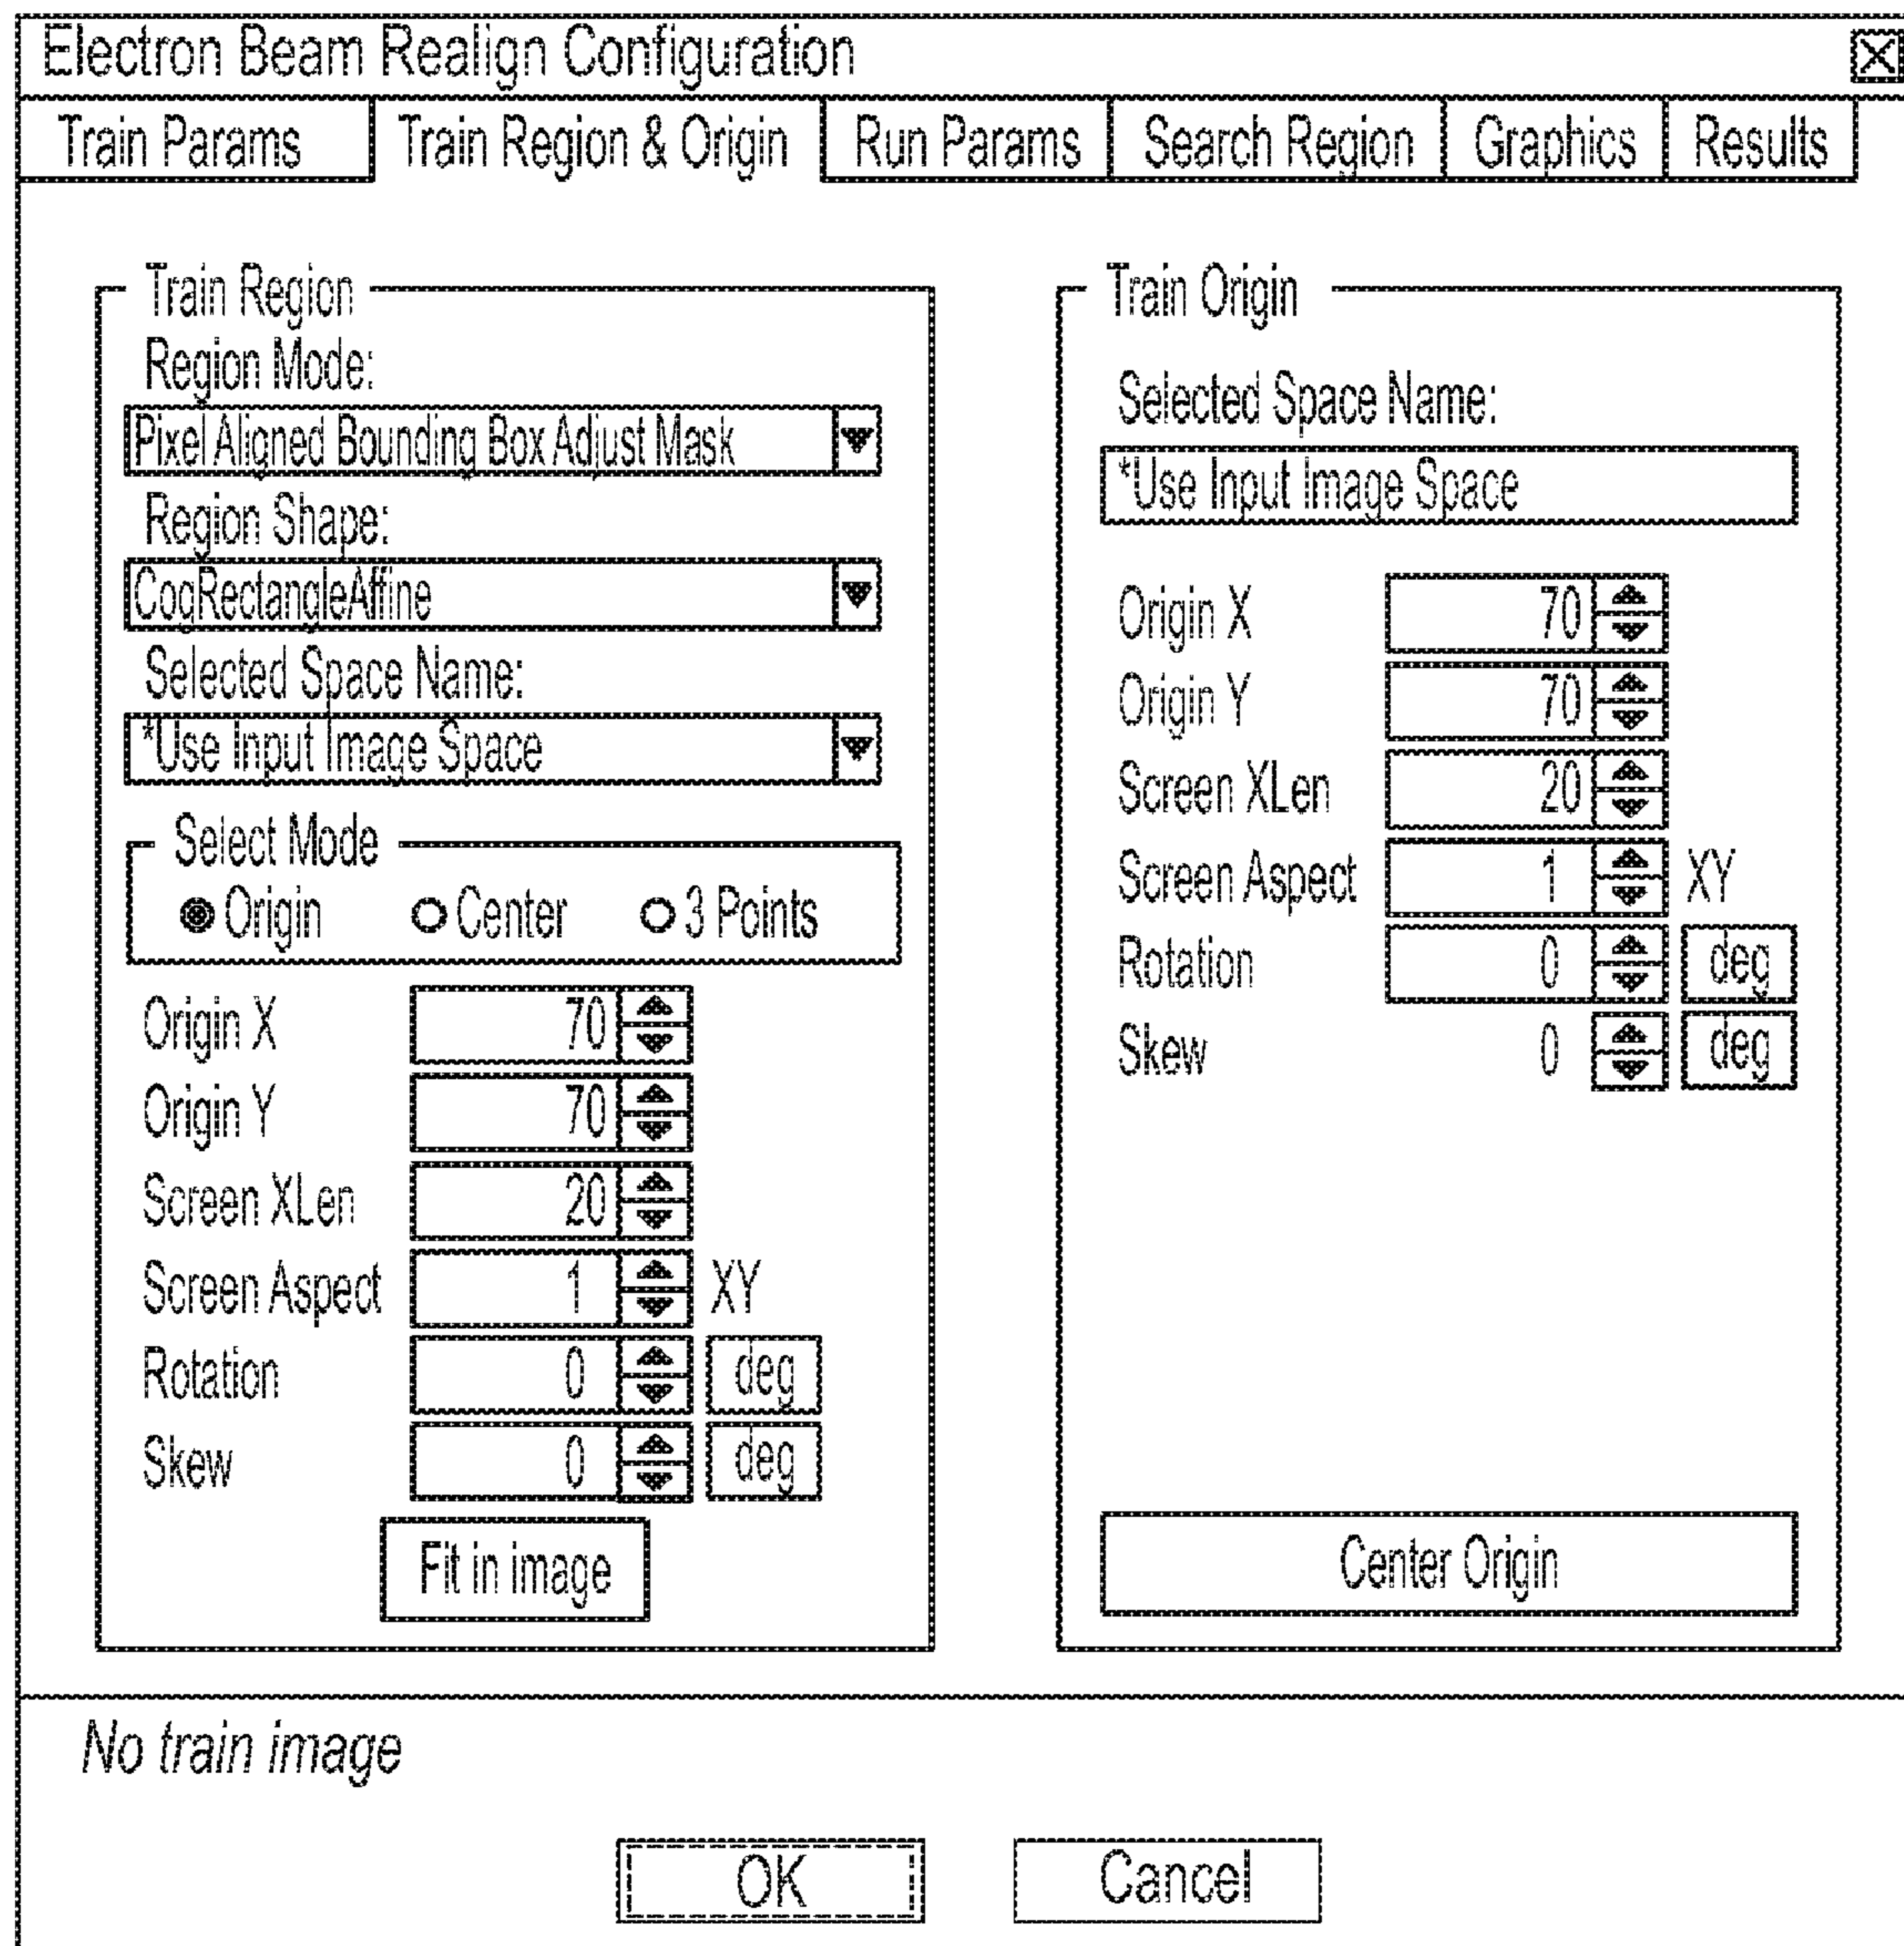 Electron Beam Realign Configuration
Train Params Train Region & Origin Run Params Search Region Graphics Results
Train Region
Region Mode:
Pixel Aligned Bounding Box Adjust Mask
Region Shape:
CogRectangleAffine
Selected Space Name:
*Use Input Image Space
Select Mode
Origin Center 3 Points
Origin X 70
Origin Y 70
Screen XLen 20
Screen Aspect 1 XY
Rotation 0 deg
Skew 0 deg
Fit in image
Train Origin
Selected Space Name:
*Use Input Image Space
Origin X 70
Origin Y 70
Screen XLen 20
Screen Aspect 1 XY
Rotation 0 deg
Skew 0 deg
Center Origin
No train image
OK Cancel